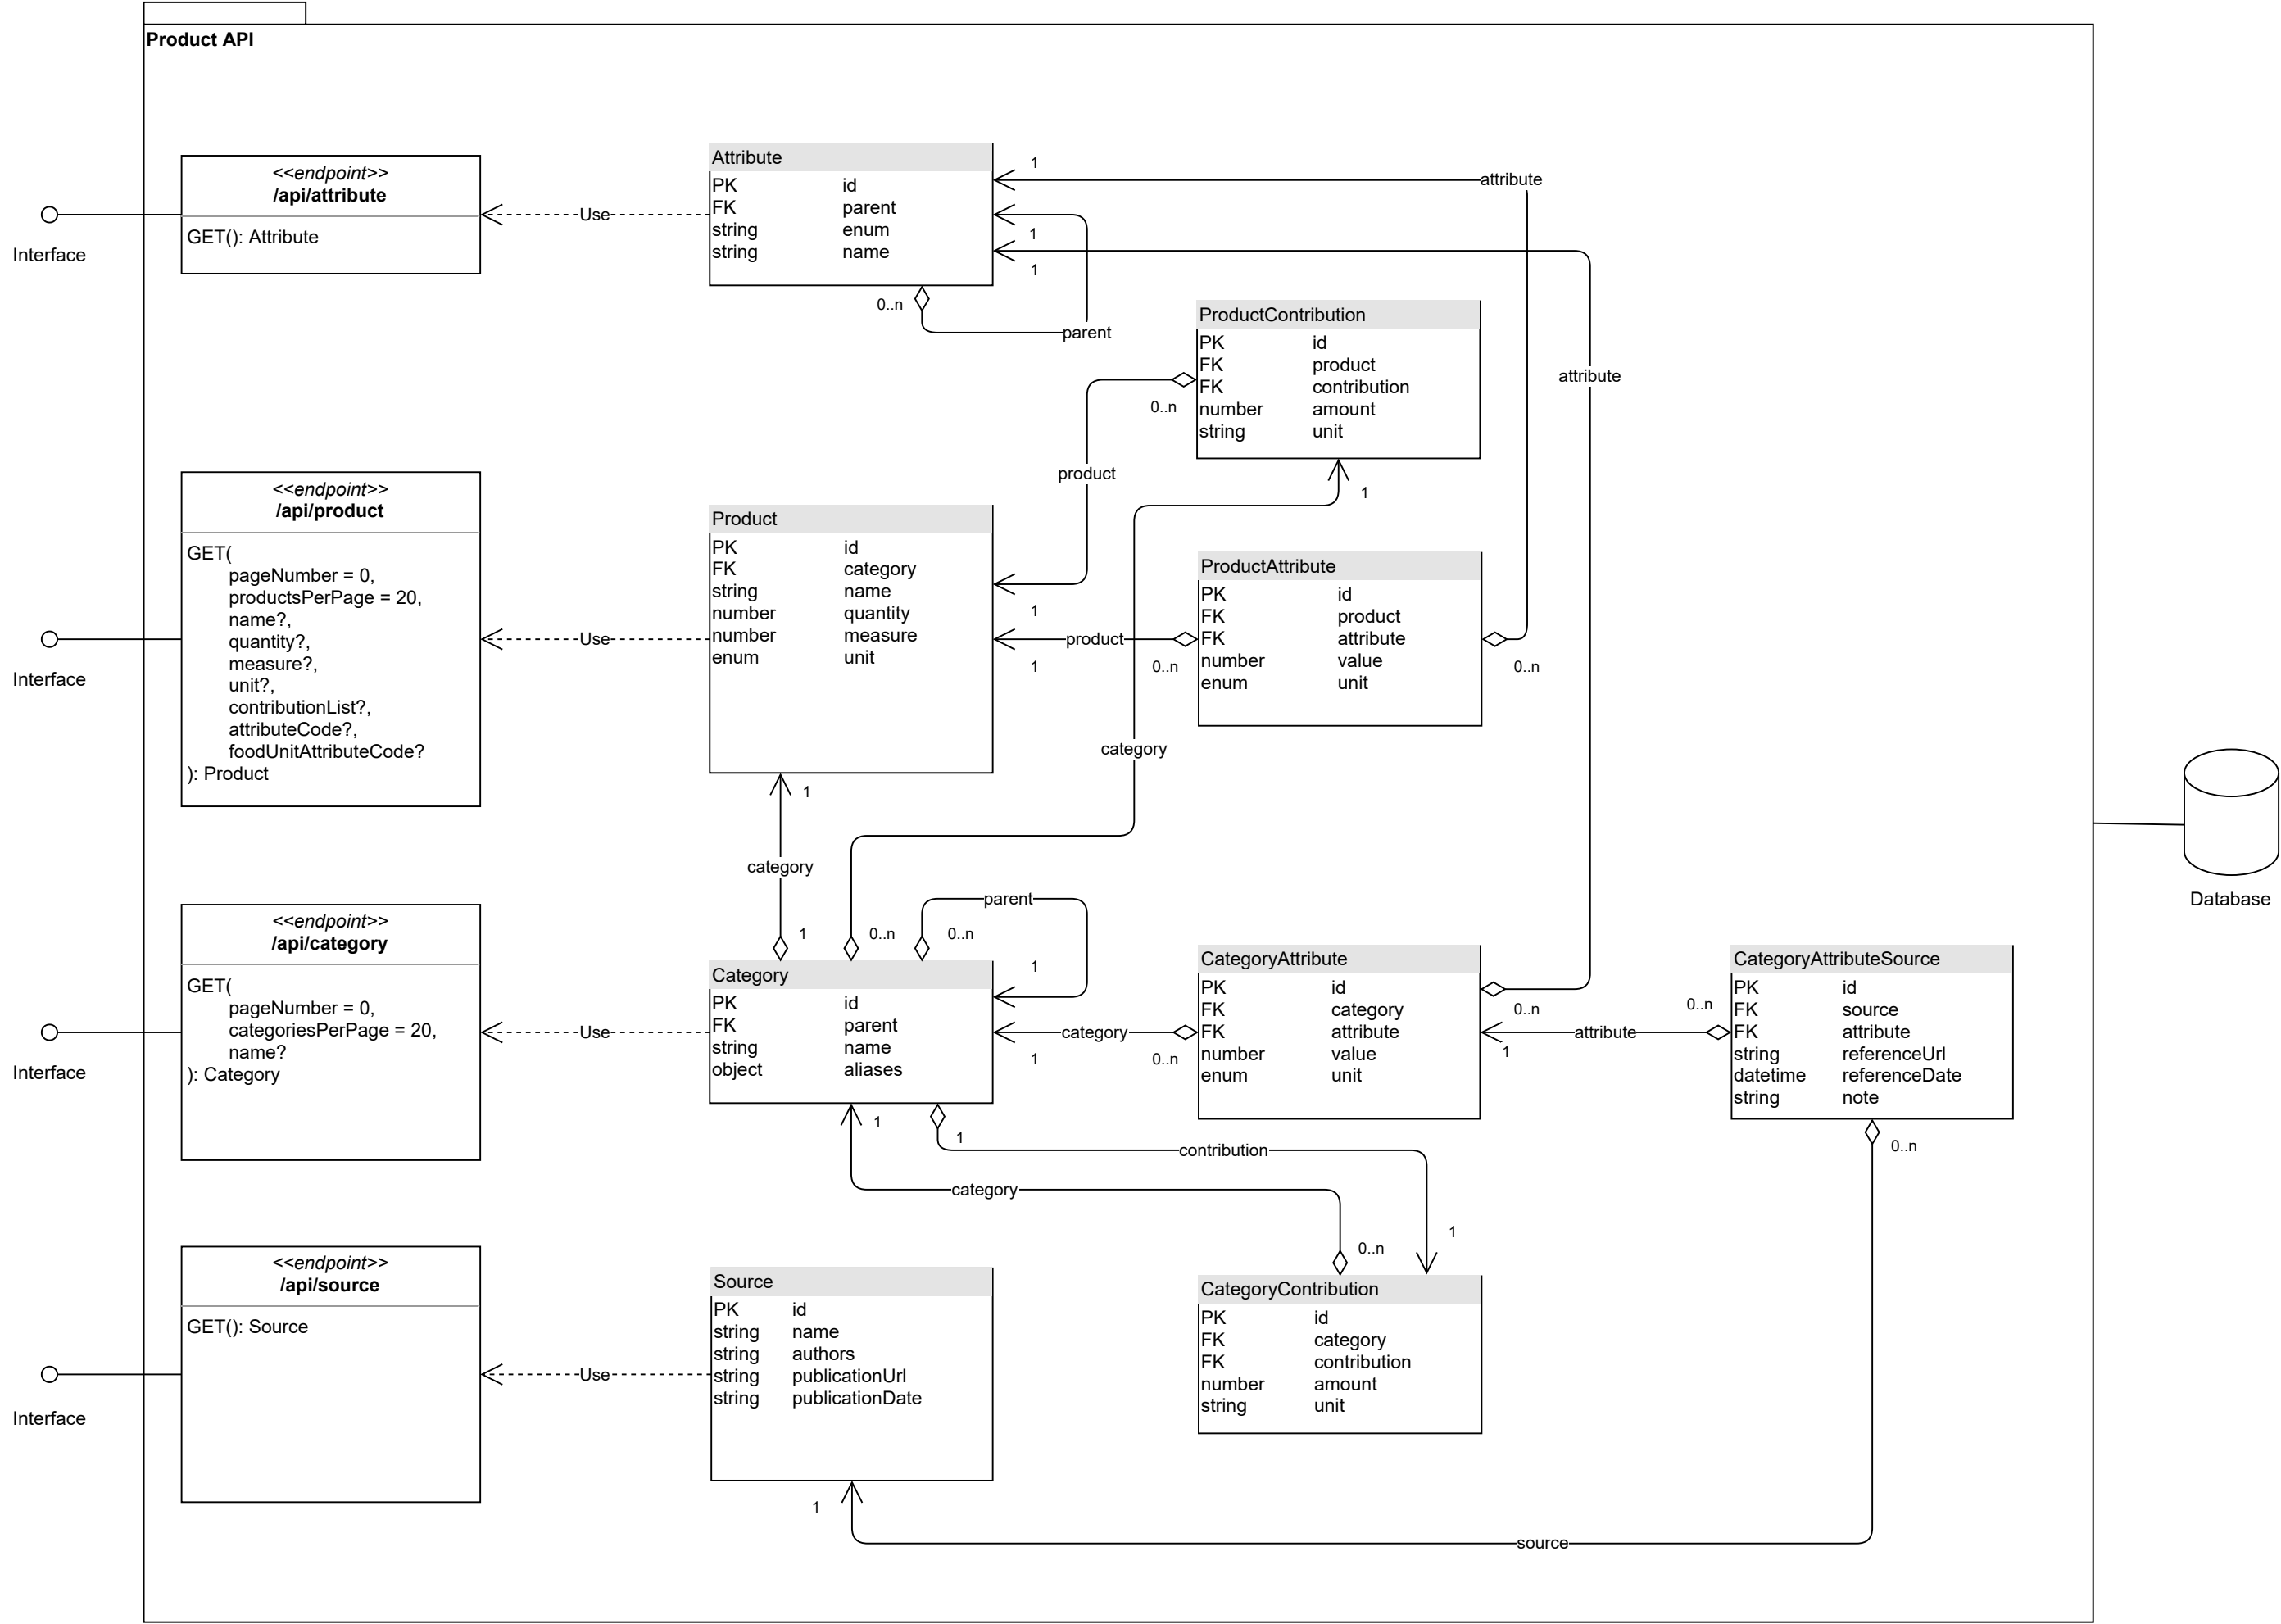 Product API
<<endpoint>>
/api/attribute
GET(): Attribute
Interface
Use
Attribute
PK id
FK parent
string enum
string name
0..n
parent
1
1
1
attribute
attribute
ProductContribution
PK id
FK product
FK contribution
number amount
string unit
0..n
product
1
<<endpoint>>
/api/product
GET(
pageNumber = 0,
productsPerPage = 20,
name?,
quantity?,
measure?,
unit?,
contributionList?,
attributeCode?,
foodUnitAttributeCode?
): Product
Interface
Use
Product
PK id
FK category
string name
number quantity
number measure
enum unit
1
product
1
0..n
ProductAttribute
PK id
FK product
FK attribute
number value
enum unit
0..n
category
1
category
1
0..n
parent
0..n
1
Database
<<endpoint>>
/api/category
GET(
pageNumber = 0,
categoriesPerPage = 20,
name?
): Category
Interface
Use
Category
PK id
FK parent
string name
object aliases
category
1
0..n
CategoryAttribute
PK id
FK category
FK attribute
number value
enum unit
0..n
attribute
1
0..n
CategoryAttributeSource
PK id
FK source
FK attribute
string referenceUrl
datetime referenceDate
string note
0..n
1
1
contribution
category
1
0..n
<<endpoint>>
/api/source
GET(): Source
Interface
Use
Source
PK id
string name
string authors
string publicationUrl
string publicationDate
CategoryContribution
PK id
FK category
FK contribution
number amount
string unit
1
source